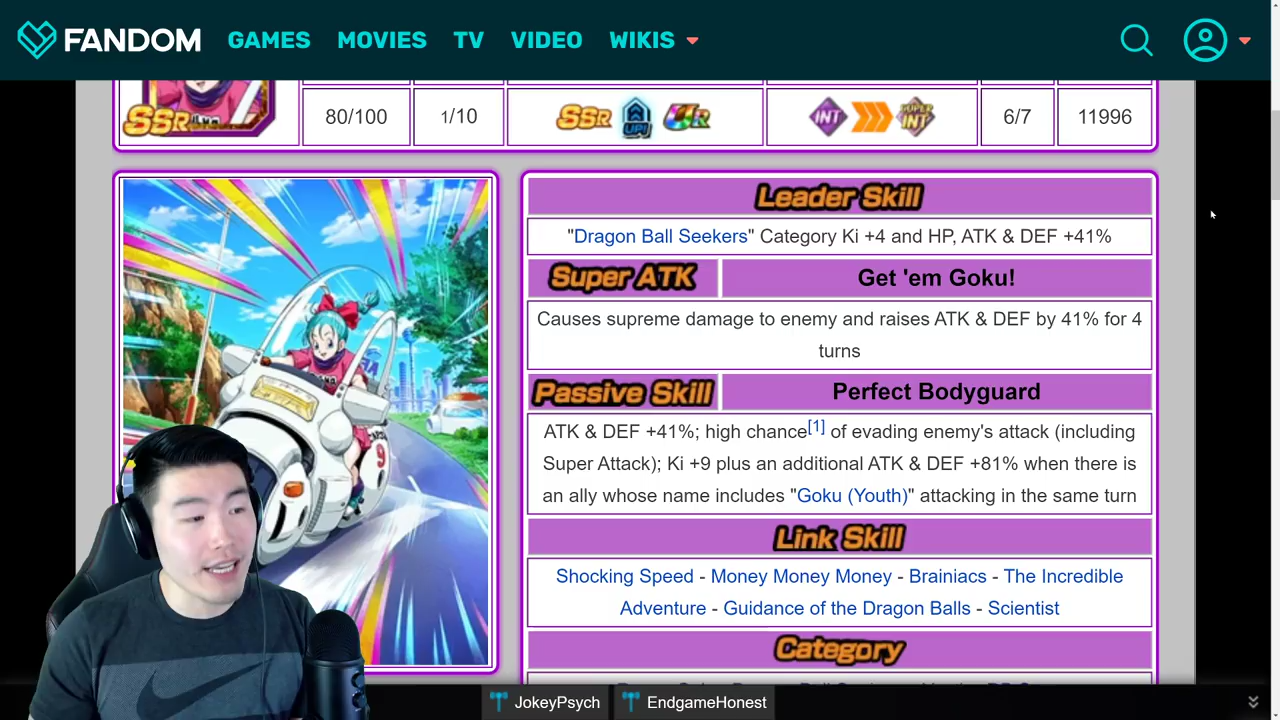 FANDOM GAMES MOVIES TV VIDEO WIKIS
SSR 80/100 1/10 SSR UP! UR INT SUPER INT 6/7 11996
Leader Skill
"Dragon Ball Seekers" Category Ki +4 and HP, ATK & DEF +41%
Super ATK Get 'em Goku!
Causes supreme damage to enemy and raises ATK & DEF by 41% for 4
turns
Passive Skill Perfect Bodyguard
ATK & DEF +41%; high chance[1] of evading enemy's attack (including
Super Attack); Ki +9 plus an additional ATK & DEF +81% when there is
an ally whose name includes "Goku (Youth)" attacking in the same turn
Link Skill
Shocking Speed - Money Money Money - Brainiacs - The Incredible
Adventure - Guidance of the Dragon Balls - Scientist
Category
9
JokeyPsych EndgameHonest